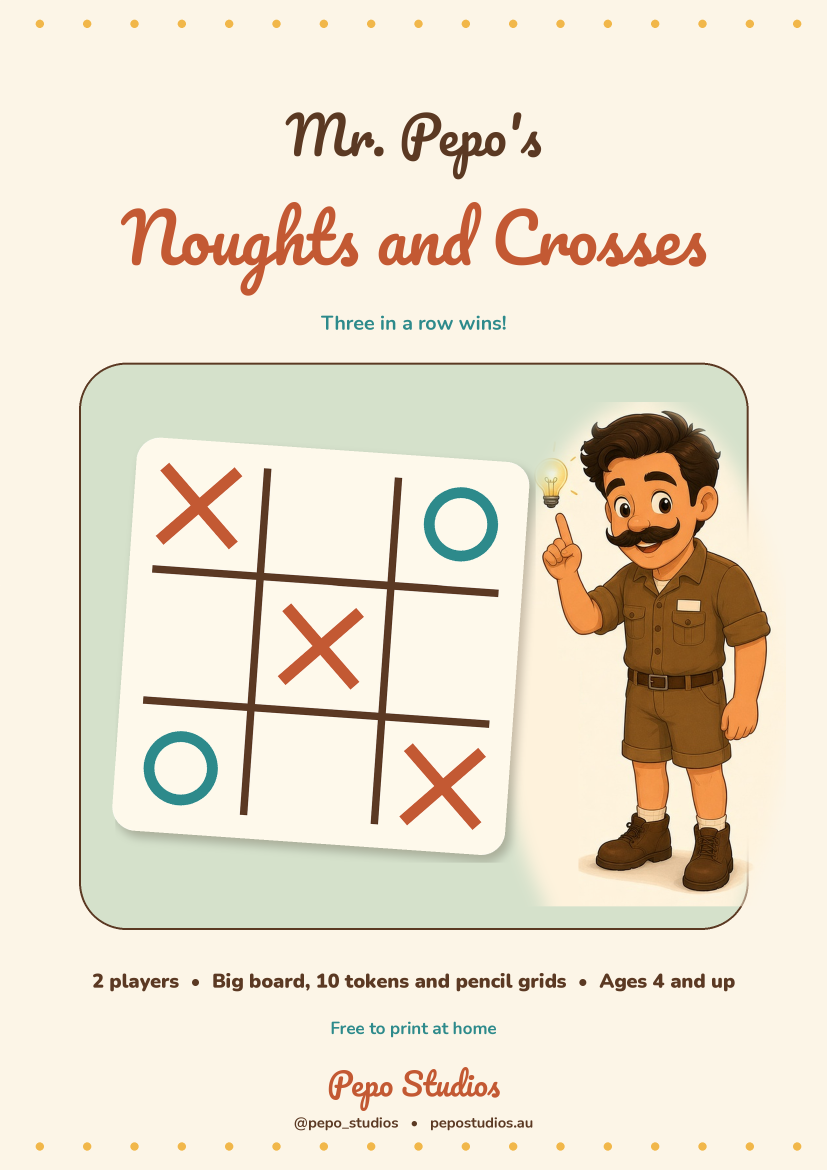 Mr. Pepo's
Noughts and Crosses
Three in a row wins!
2 players • Big board, 10 tokens and pencil grids • Ages 4 and up
Free to print at home
Pepo Studios
@pepo_studios • pepostudios.au